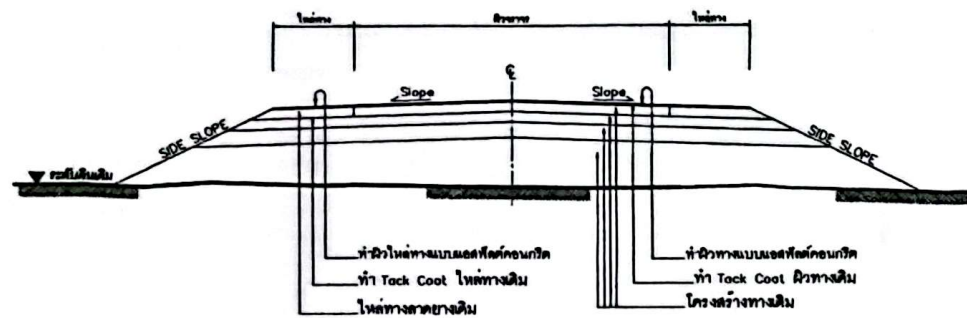 ไหล่ทาง ผิวจราจร ไหล่ทาง
℄
Slope Slope
SIDE SLOPE SIDE SLOPE
ระดับดินเดิม
ทำผิวไหล่ทางแบบแอสฟัลต์คอนกรีต ทำผิวทางแบบแอสฟัลต์คอนกรีต
ทำ Tack Coat ไหล่ทางเดิม ทำ Tack Coat ผิวทางเดิม
ไหล่ทางลาดยางเดิม โครงสร้างทางเดิม